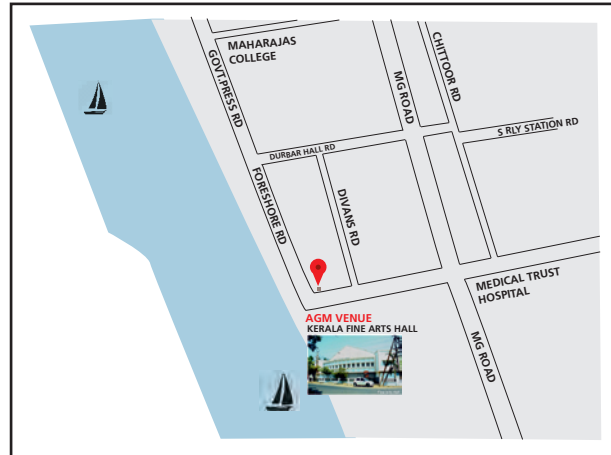 MAHARAJAS
COLLEGE
GOVT.PRESS RD
MG ROAD
CHITTOOR RD
S RLY STATION RD
DURBAR HALL RD
FORESHORE RD
DIVANS RD
MEDICAL TRUST
HOSPITAL
AGM VENUE
KERALA FINE ARTS HALL
MG ROAD